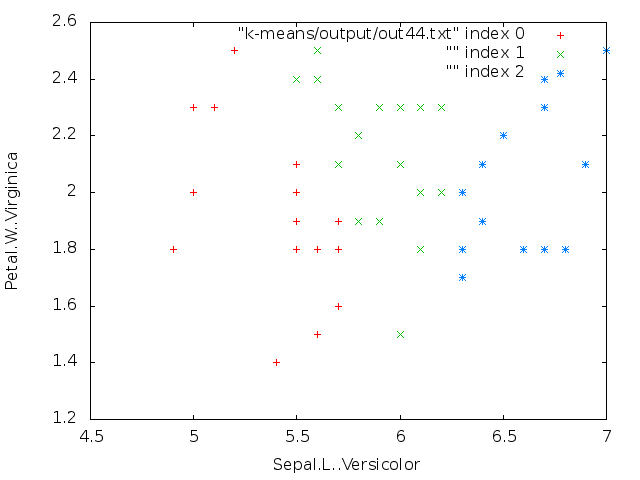 "k-means/output/out44.txt" index 0
"" index 1
"" index 2
2.6
2.4
2.2
2
1.8
1.6
1.4
1.2
4.5 5 5.5 6 6.5 7
Petal.W..Virginica
Sepal.L..Versicolor